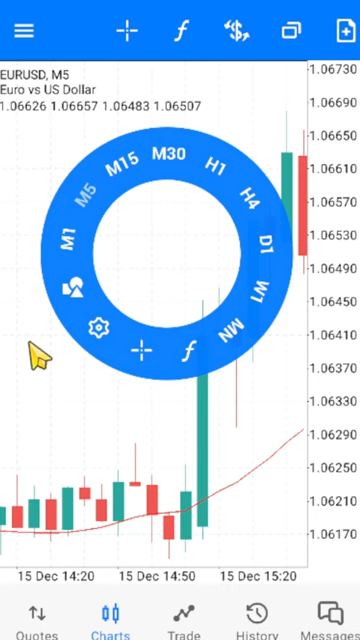 f
$
EURUSD, M5
Euro vs US Dollar
1.06626 1.06657 1.06483 1.06507
1.06730
1.06690
1.06650
1.06610
1.06570
1.06530
1.06490
1.06450
1.06410
1.06370
1.06330
1.06290
1.06250
1.06210
1.06170
M1
M5
M15
M30
H1
H4
D1
W1
MN
f
15 Dec 14:20
15 Dec 14:50
15 Dec 15:20
Quotes
Charts
Trade
History
Messages